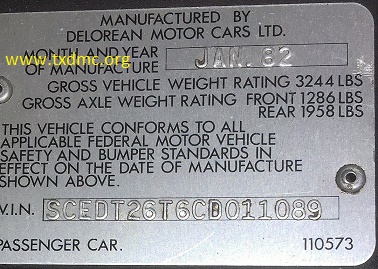 MANUFACTURED BY
DELOREAN MOTOR CARS LTD.
www.txdmc.org
MONTH AND YEAR
OF MANUFACTURE JAN. 82
GROSS VEHICLE WEIGHT RATING 3244 LBS
GROSS AXLE WEIGHT RATING FRONT 1286 LBS
REAR 1958 LBS
THIS VEHICLE CONFORMS TO ALL
APPLICABLE FEDERAL MOTOR VEHICLE
SAFETY AND BUMPER STANDARDS IN
EFFECT ON THE DATE OF MANUFACTURE
SHOWN ABOVE.
V.I.N. SCEDT26T6CD011089
PASSENGER CAR. 110573